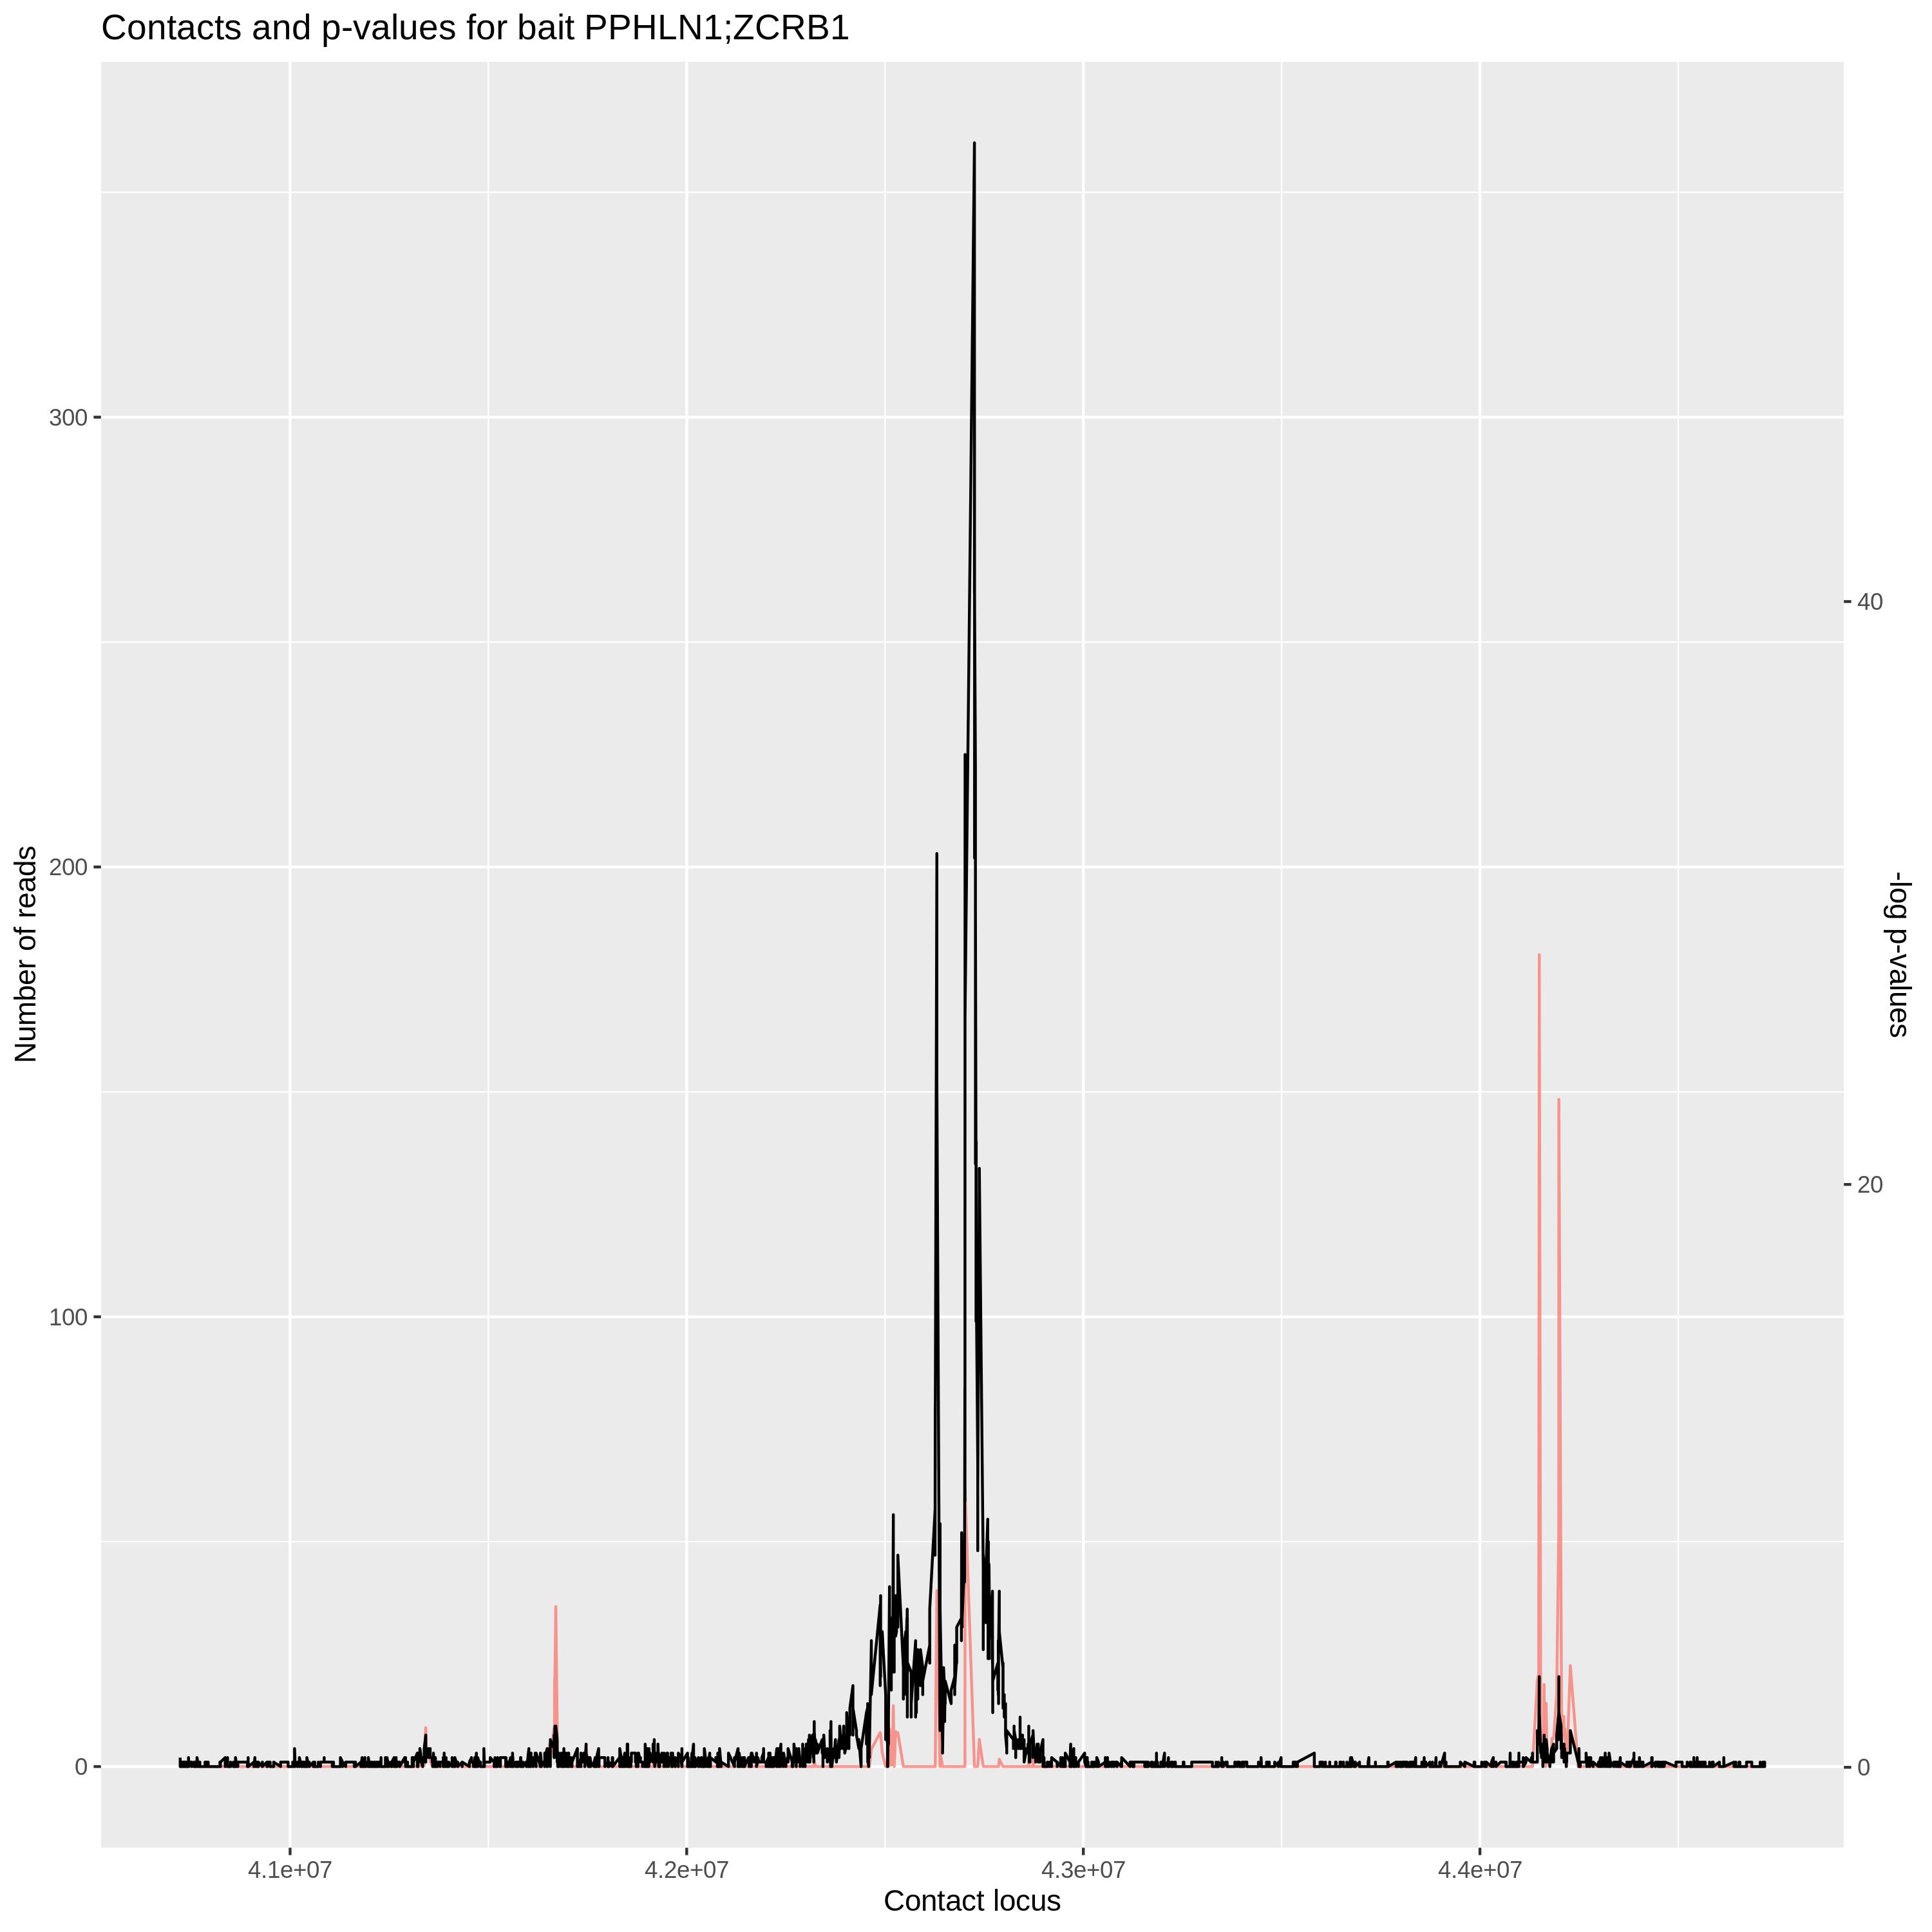 Contacts and p-values for bait PPHLN1;ZCRB1
300
200
100
0
Number of reads
40
20
0
-log p-values
4.1e+07
4.2e+07
4.3e+07
4.4e+07
Contact locus